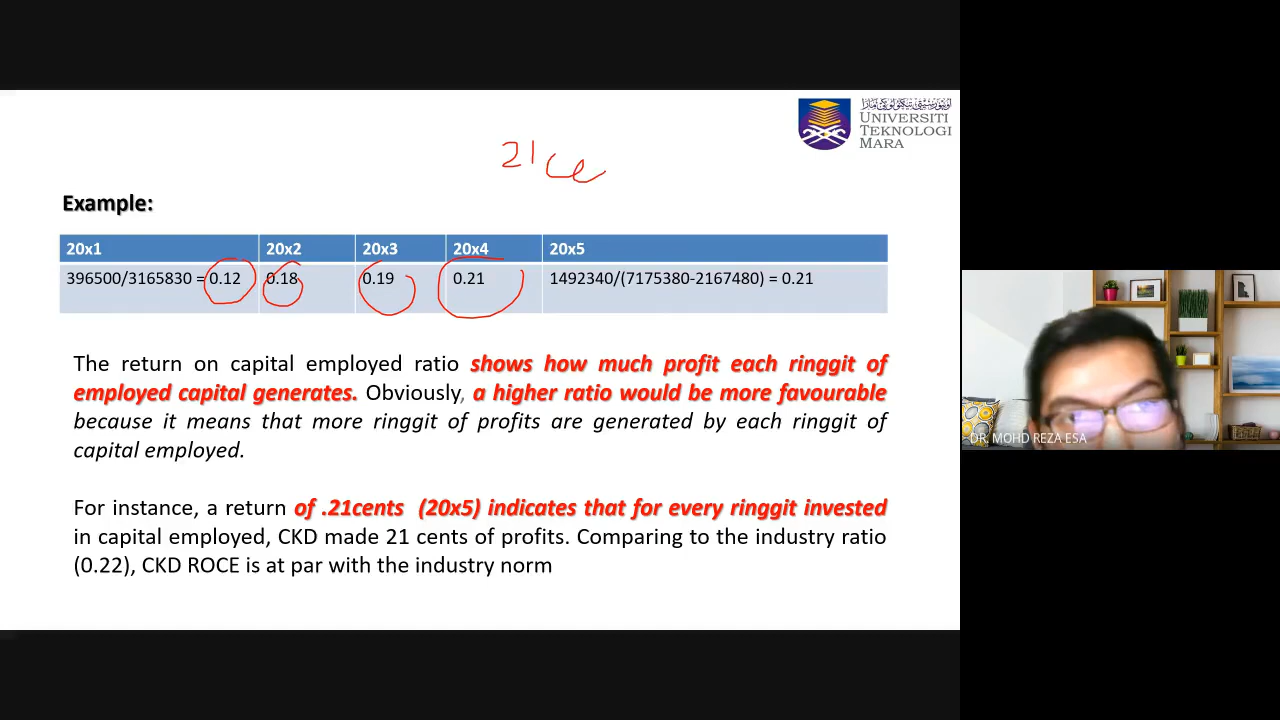 اونيۏرسيتي تيكنولوڬي مارا
UNIVERSITI
TEKNOLOGI
MARA
21 ce
Example:
20x1 20x2 20x3 20x4 20x5
396500/3165830 = 0.12 0.18 0.19 0.21 1492340/(7175380-2167480) = 0.21
The return on capital employed ratio shows how much profit each ringgit of
employed capital generates. Obviously, a higher ratio would be more favourable
because it means that more ringgit of profits are generated by each ringgit of
capital employed.
For instance, a return of .21cents (20x5) indicates that for every ringgit invested
in capital employed, CKD made 21 cents of profits. Comparing to the industry ratio
(0.22), CKD ROCE is at par with the industry norm
DR. MOHD REZA ESA